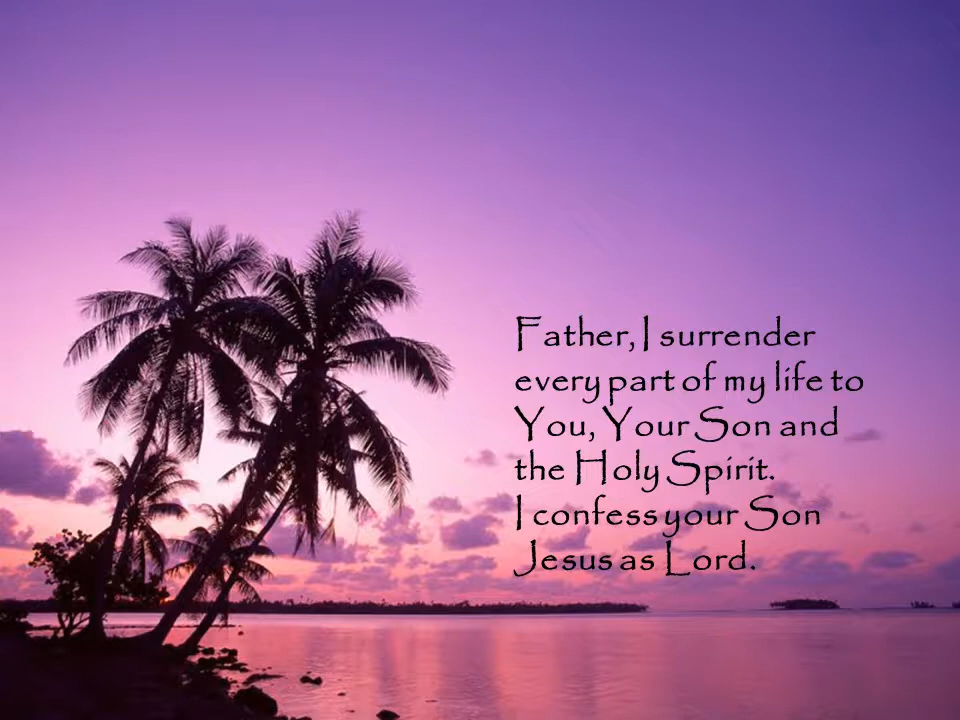 Father, I surrender
every part of my life to
You, Your Son and
the Holy Spirit.
I confess your Son
Jesus as Lord.